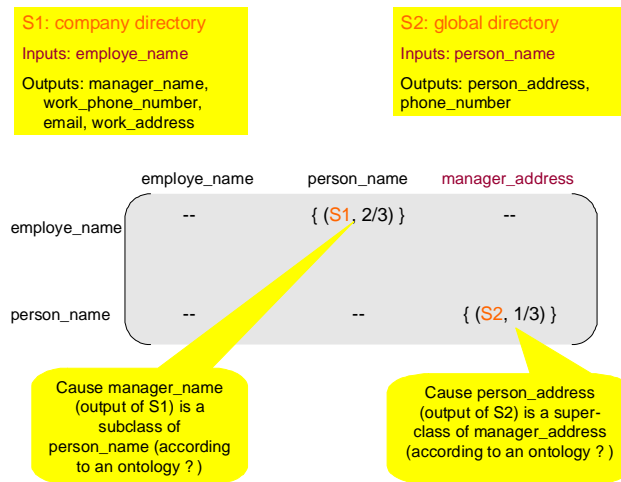 S1: company directory
Inputs: employe_name
Outputs: manager_name,
work_phone_number,
email, work_address
S2: global directory
Inputs: person_name
Outputs: person_address,
phone_number
employe_name person_name manager_address
employe_name -- { (S1, 2/3) } --
person_name -- -- { (S2, 1/3) }
Cause manager_name
(output of S1) is a
subclass of
person_name (according
to an ontology ? )
Cause person_address
(output of S2) is a super-
class of manager_address
(according to an ontology ? )